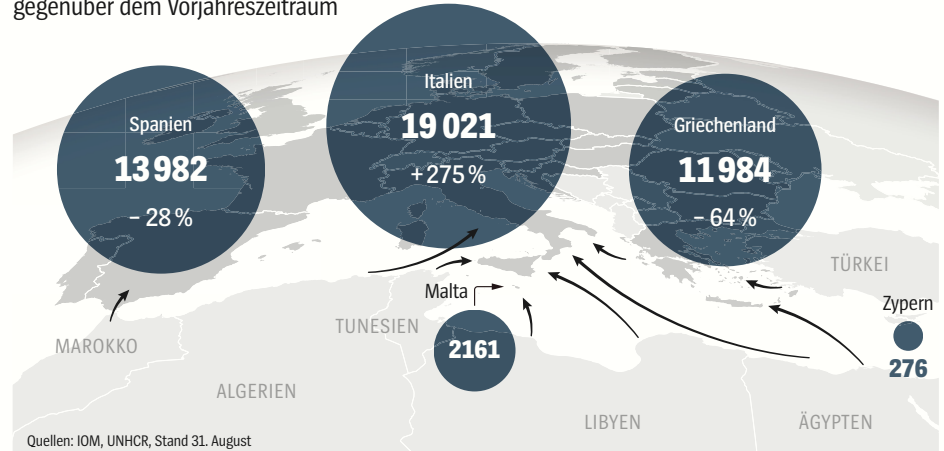 gegenüber dem Vorjahreszeitraum
Spanien
13 982
– 28 %
Italien
19 021
+275 %
Griechenland
11 984
– 64 %
TÜRKEI
Malta
2161
Zypern
276
MAROKKO
TUNESIEN
ALGERIEN
LIBYEN
ÄGYPTEN
Quellen: IOM, UNHCR, Stand 31. August